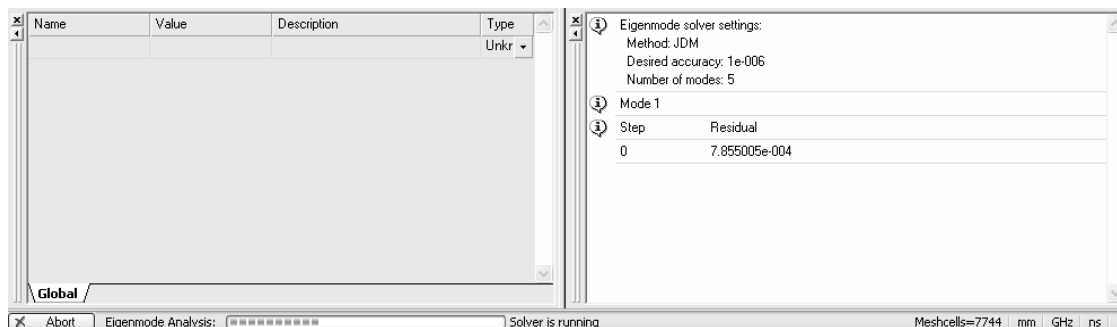 Name Value Description Type
Unkr
Global
Eigenmode solver settings:
Method: JDM
Desired accuracy: 1e-006
Number of modes: 5
Mode 1
Step Residual
0 7.855005e-004
Abort Eigenmode Analysis: Solver is running Meshcells=7744 mm GHz ns